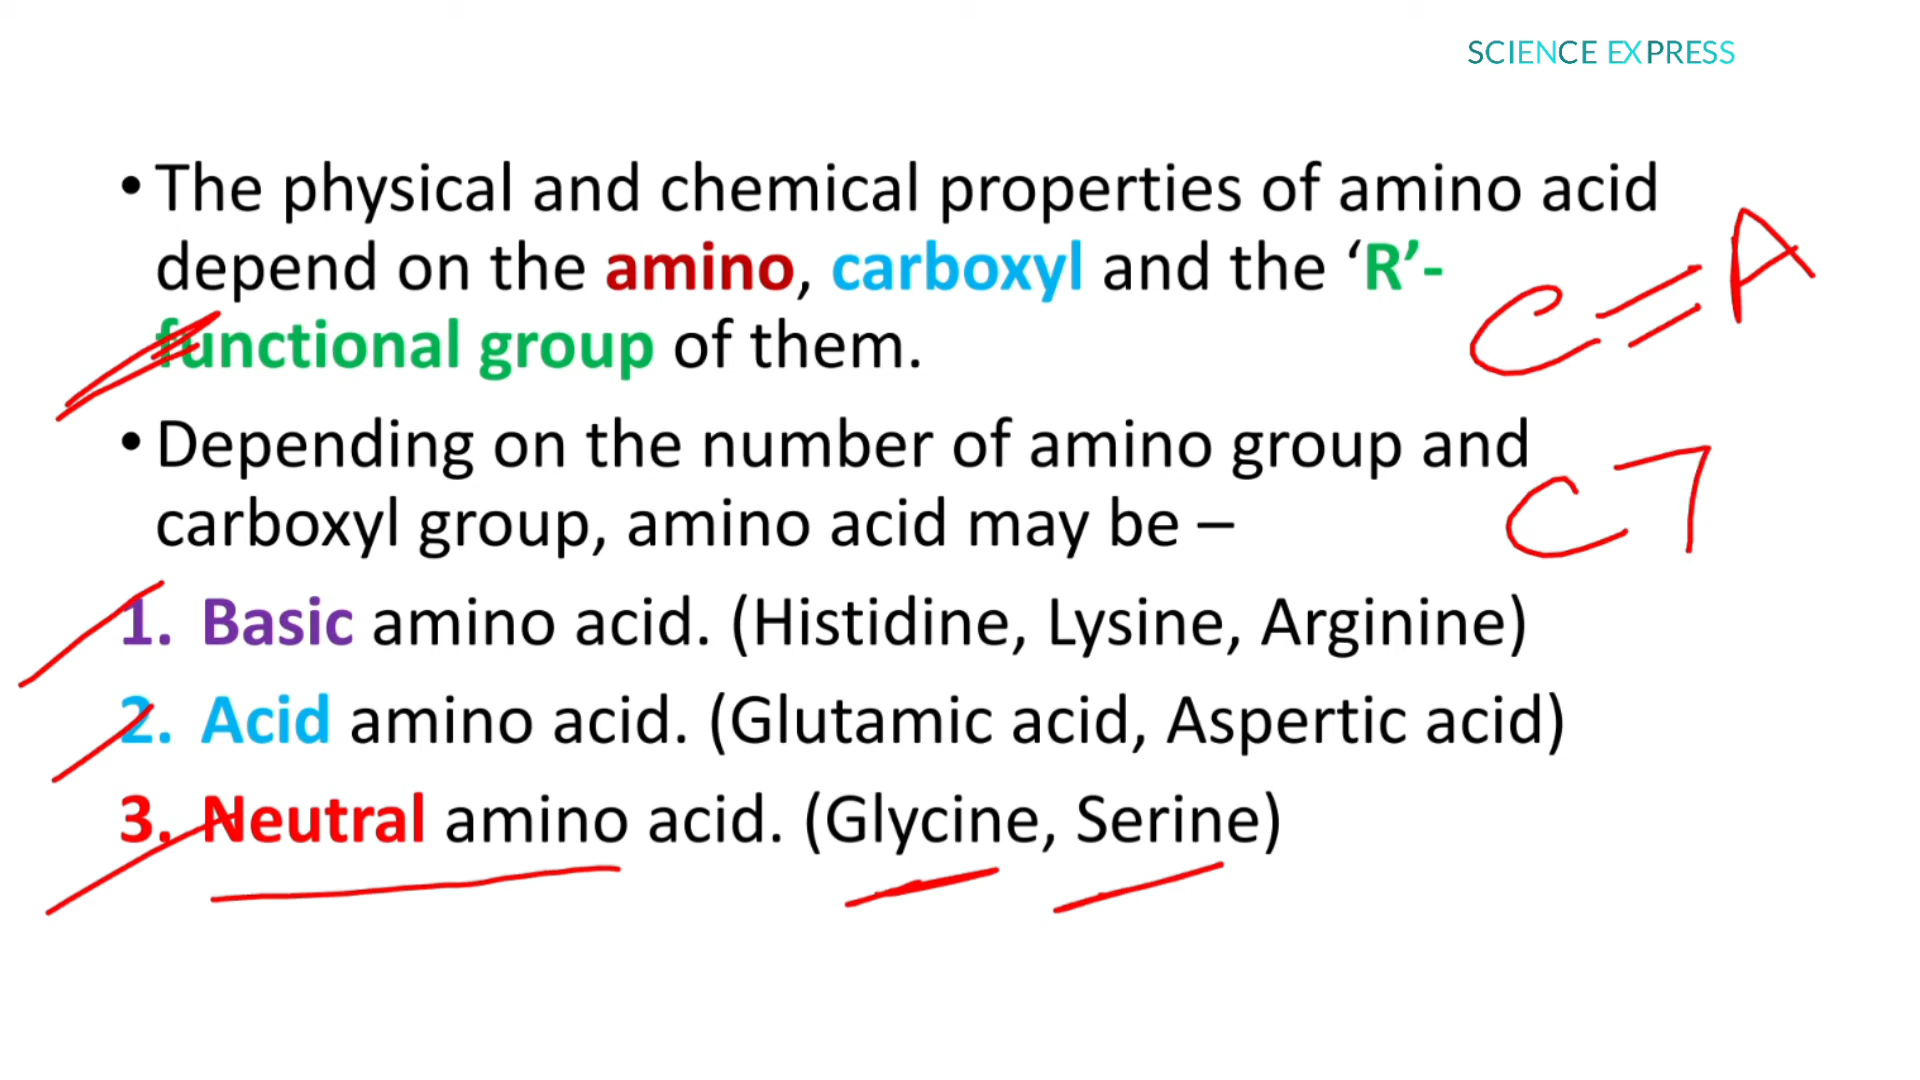 SCIENCE EXPRESS
• The physical and chemical properties of amino acid
depend on the amino, carboxyl and the ‘R’-
functional group of them.
C = A
• Depending on the number of amino group and
carboxyl group, amino acid may be –
C
1. Basic amino acid. (Histidine, Lysine, Arginine)
2. Acid amino acid. (Glutamic acid, Aspertic acid)
3. Neutral amino acid. (Glycine, Serine)